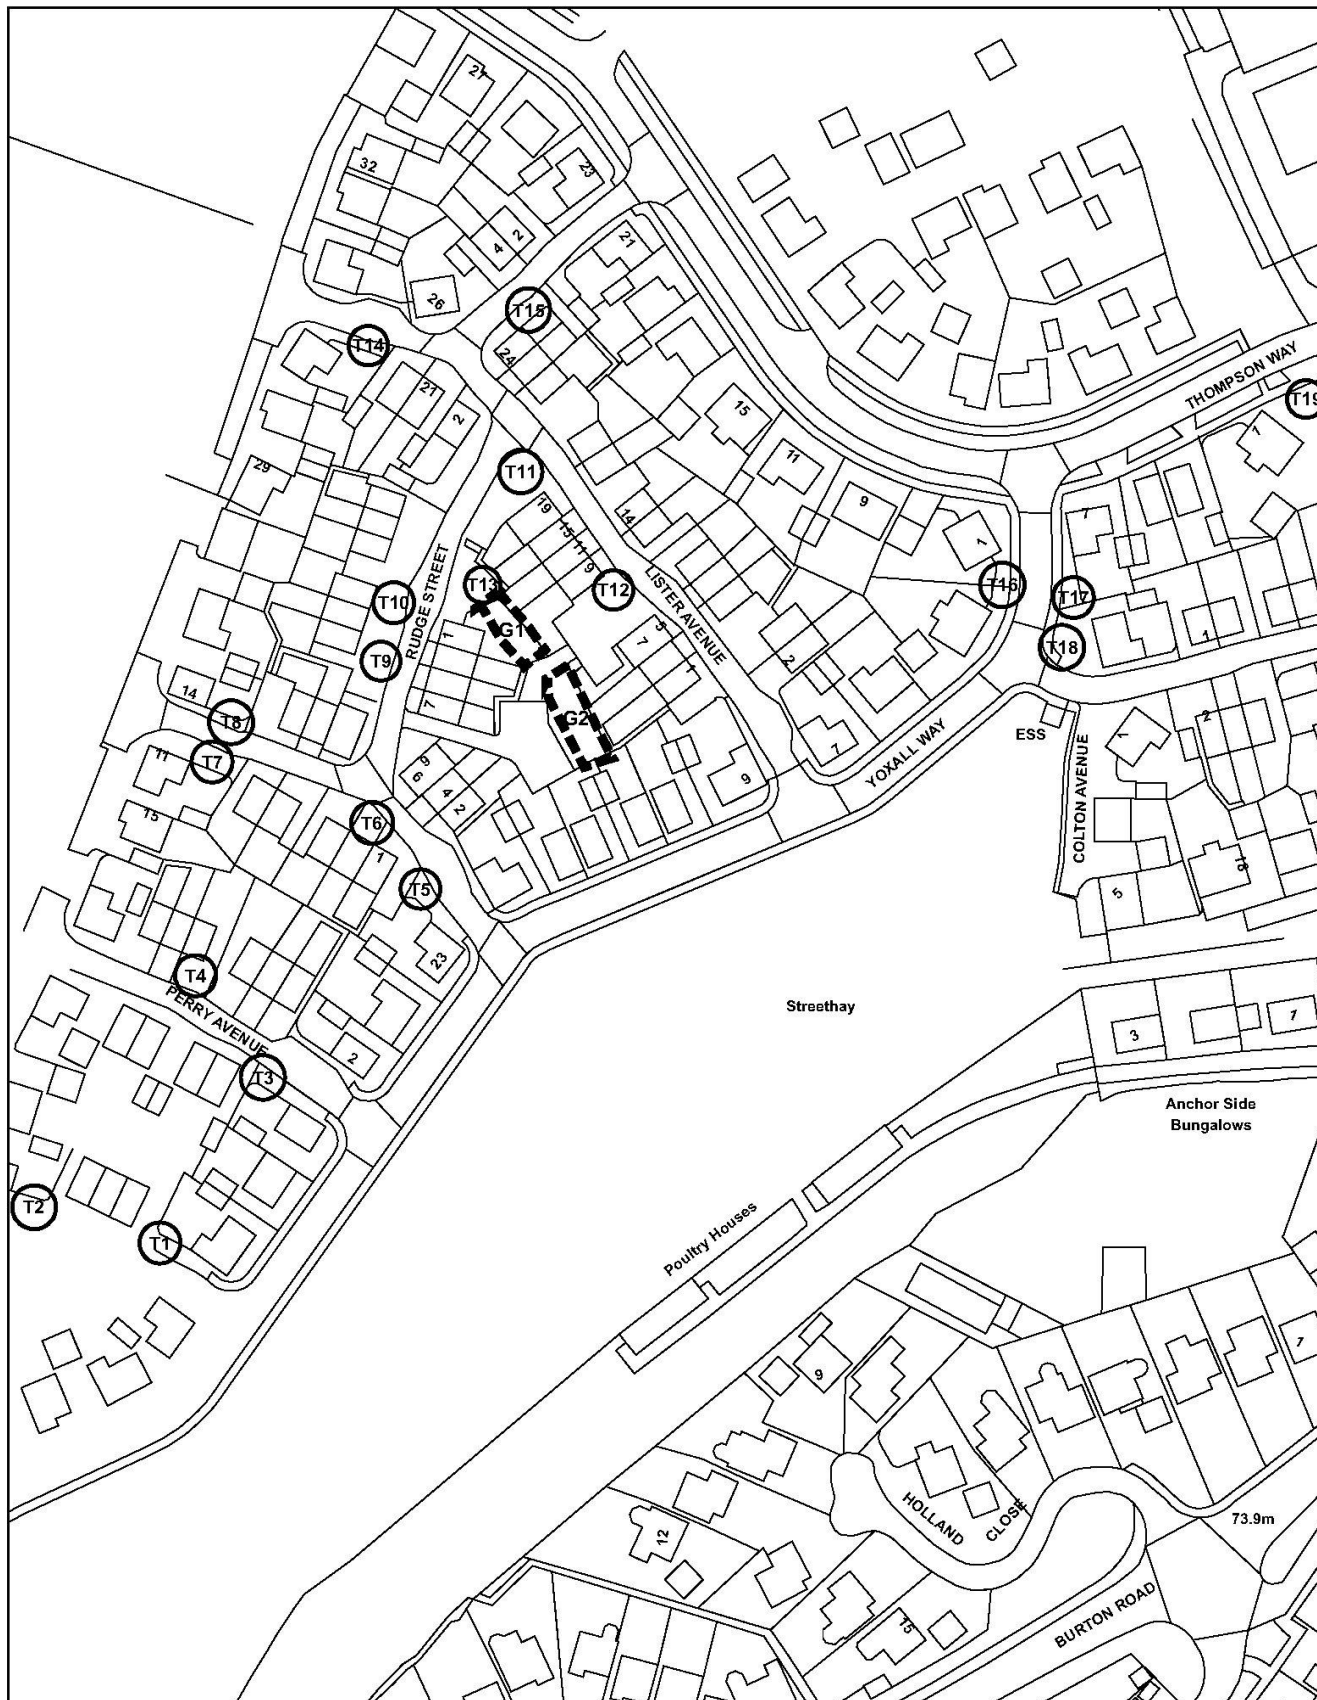 27
32
23
4
2
21
26
T15
T14
24
21
2
15
THOMPSON WAY
T19
1
29
T11
11
19
15
11
9
14
9
7
1
RUDGE STREET
T13
T12
LISTER AVENUE
T16
T17
T10
G1
1
5
7
1
T18
1
T9
7
2
14
T8
G2
2
T7
11
9
6
4
2
9
7
YOXALL WAY
ESS
1
15
T6
1
COLTON AVENUE
18
5
T5
23
T4
PERRY AVENUE
Streethay
2
3
1
T3
Anchor Side
Bungalows
T2
T1
Poultry Houses
9
7
HOLLAND
CLOSE
73.9m
12
15
BURTON ROAD